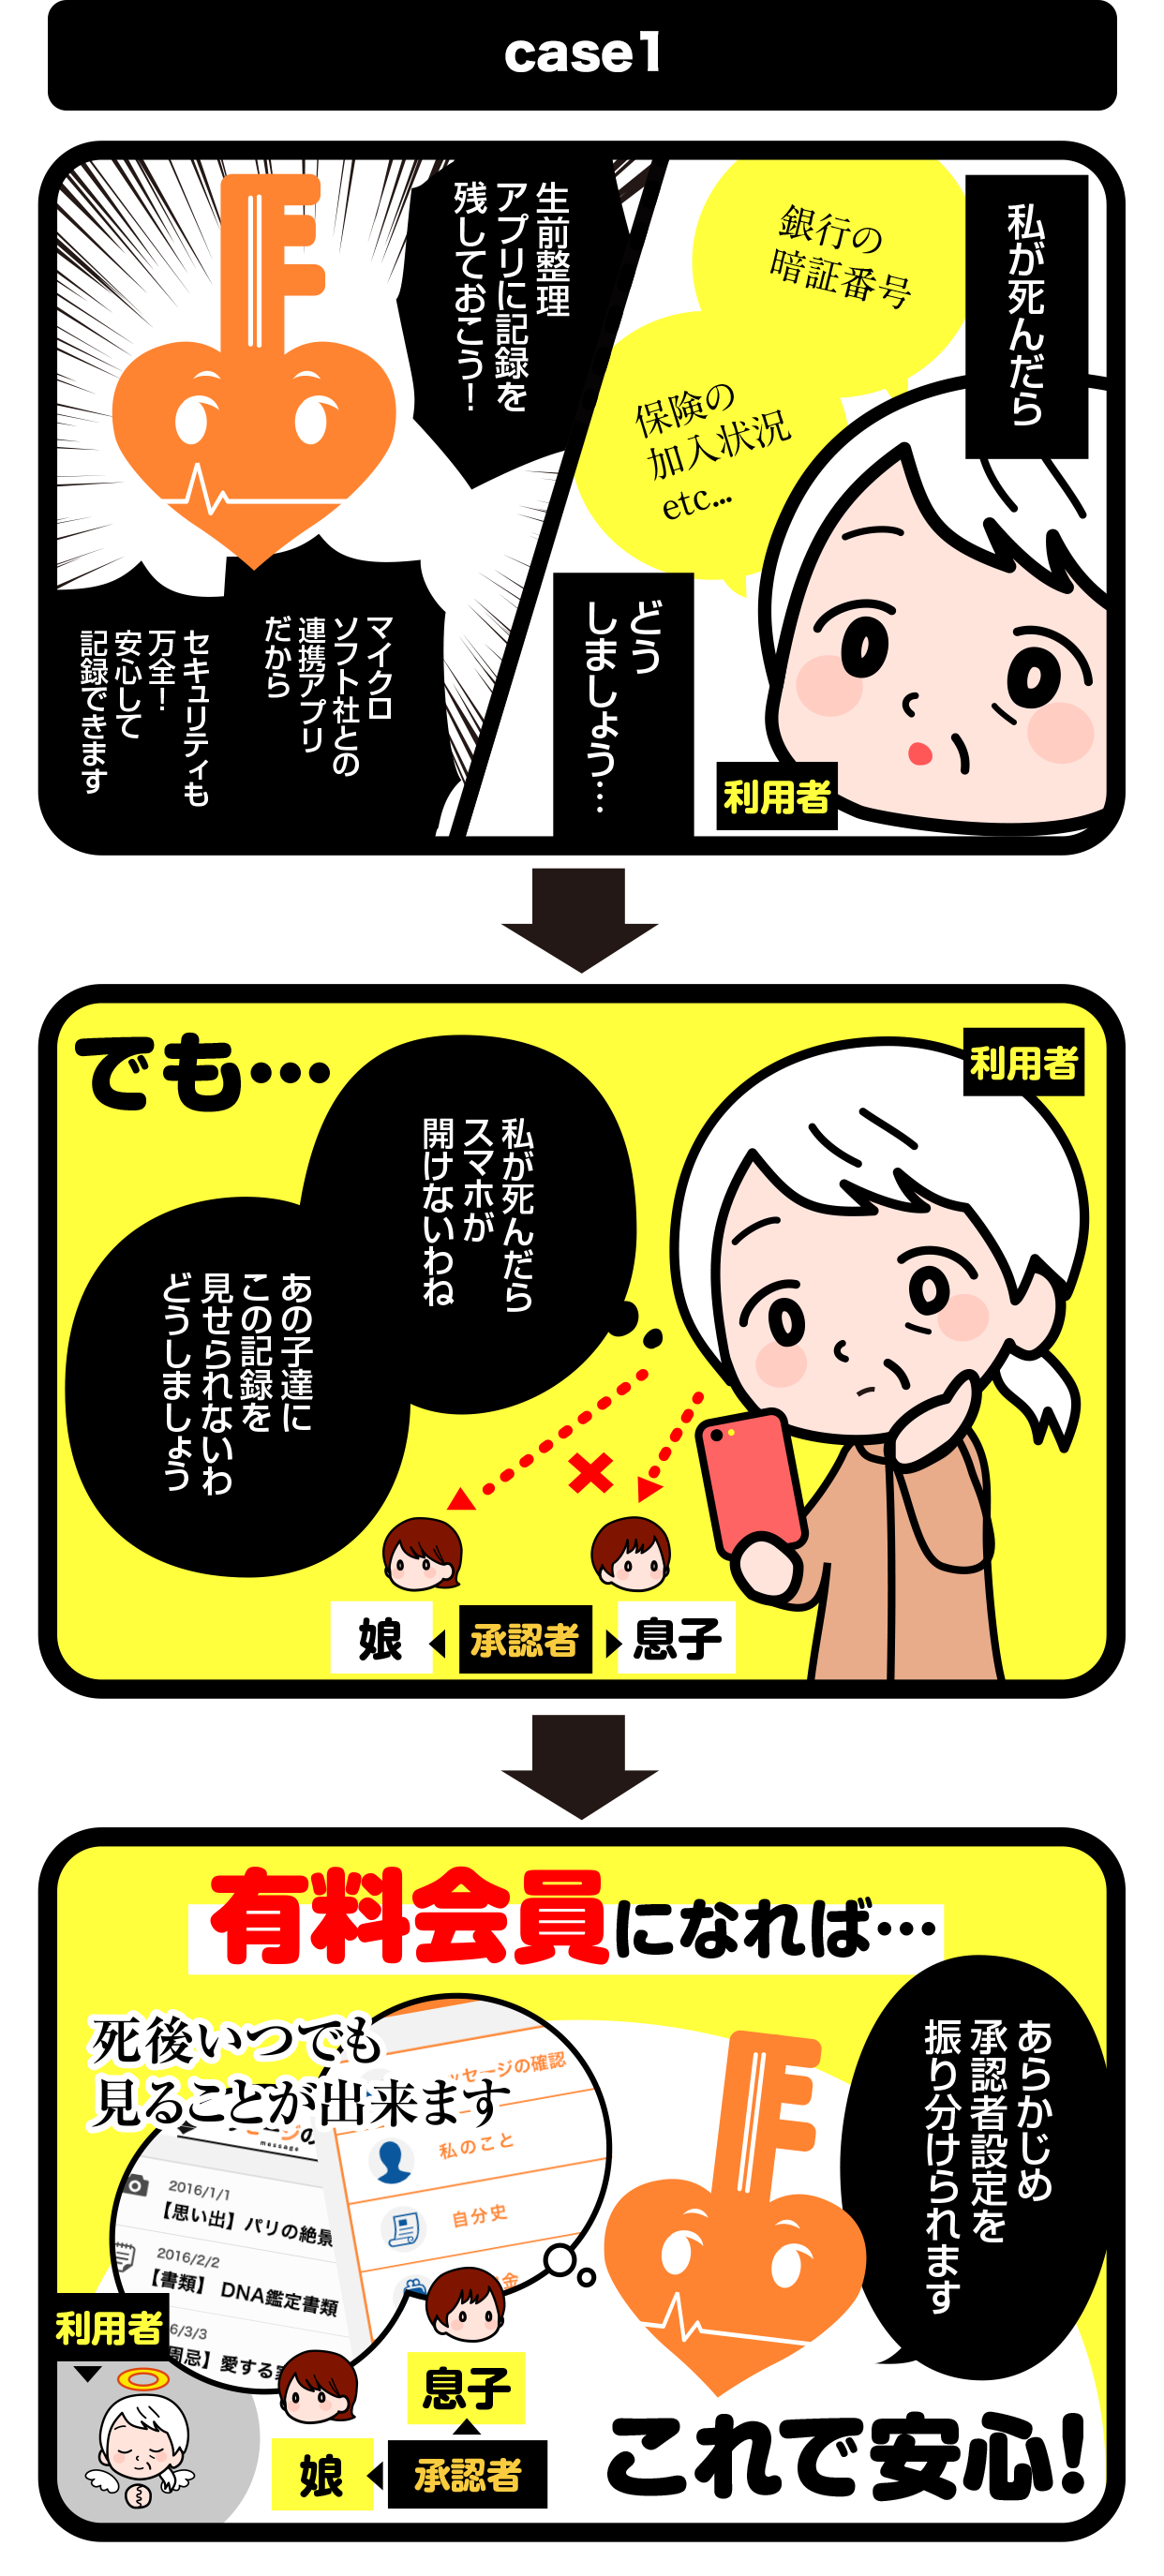 case1
私が死んだら
銀行の
暗証番号
保険の
加入状況
etc...
どう
しましょう…
利用者
生前整理
アプリに記録を
残しておこう！
マイクロ
ソフト社との
連携アプリ
だから
セキュリティも
万全！
安心して
記録できます
でも…
利用者
私が死んだら
スマホが
開けないわね
あの子達に
この記録を
見せられないわ
どうしましょう
娘
承認者
息子
有料会員になれば…
あらかじめ
承認者設定を
振り分けられます
死後いつでも
見ることが出来ます
セージの確認
私のこと
自分史
金
message
2016/1/1
【思い出】パリの絶景
2016/2/2
【書類】 DNA鑑定書類
6/3/3
周忌】愛する
利用者
息子
娘
承認者
これで安心!